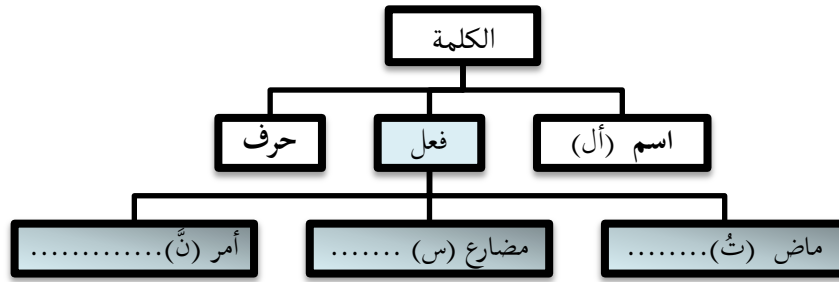 الكلمة
اسم (أل)
فعل
حرف
ماض (تُ)........
مضارع (س) .......
أمر (نَّ).............